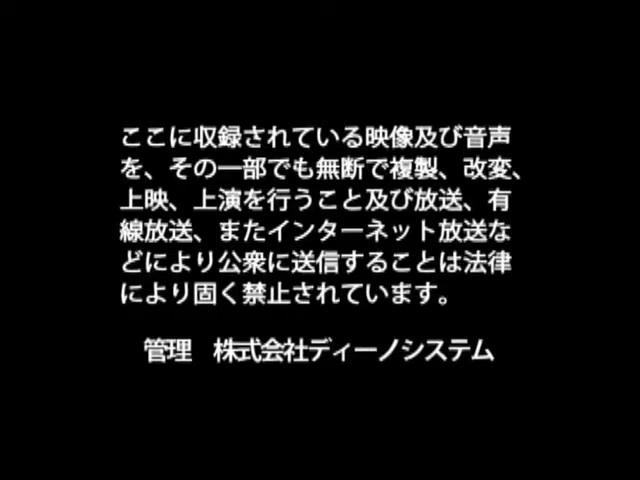 ここに収録されている映像及び音声
を、その一部でも無断で複製、改変、
上映、上演を行うこと及び放送、有
線放送、またインターネット放送な
どにより公衆に送信することは法律
により固く禁止されています。
管理　株式会社ディーノシステム